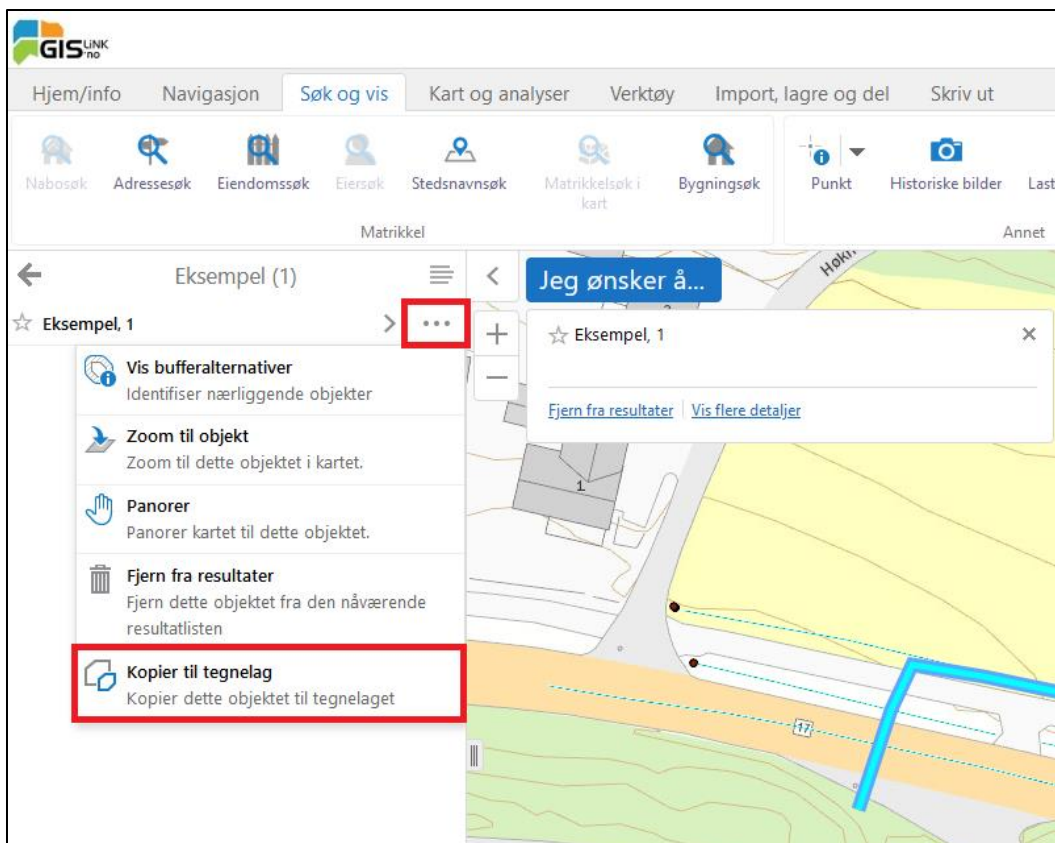 GISLINK.no
Hjem/info Navigasjon Søk og vis Kart og analyser Verktøy Import, lagre og del Skriv ut
Nabosøk Adressesøk Eiendomssøk Eiersøk Stedsnavnsøk Matrikkelsøk i kart Bygningsøk Punkt Historiske bilder Last
Matrikkel Annet
Eksempel (1)
Jeg ønsker å...
Eksempel, 1
Eksempel, 1
Vis bufferalternativer
Identifiser nærliggende objekter
Fjern fra resultater Vis flere detaljer
Zoom til objekt
Zoom til dette objektet i kartet.
Panorer
Panorer kartet til dette objektet.
Fjern fra resultater
Fjern dette objektet fra den nåværende
resultatlisten
Kopier til tegnelag
Kopier dette objektet til tegnelaget
1
17